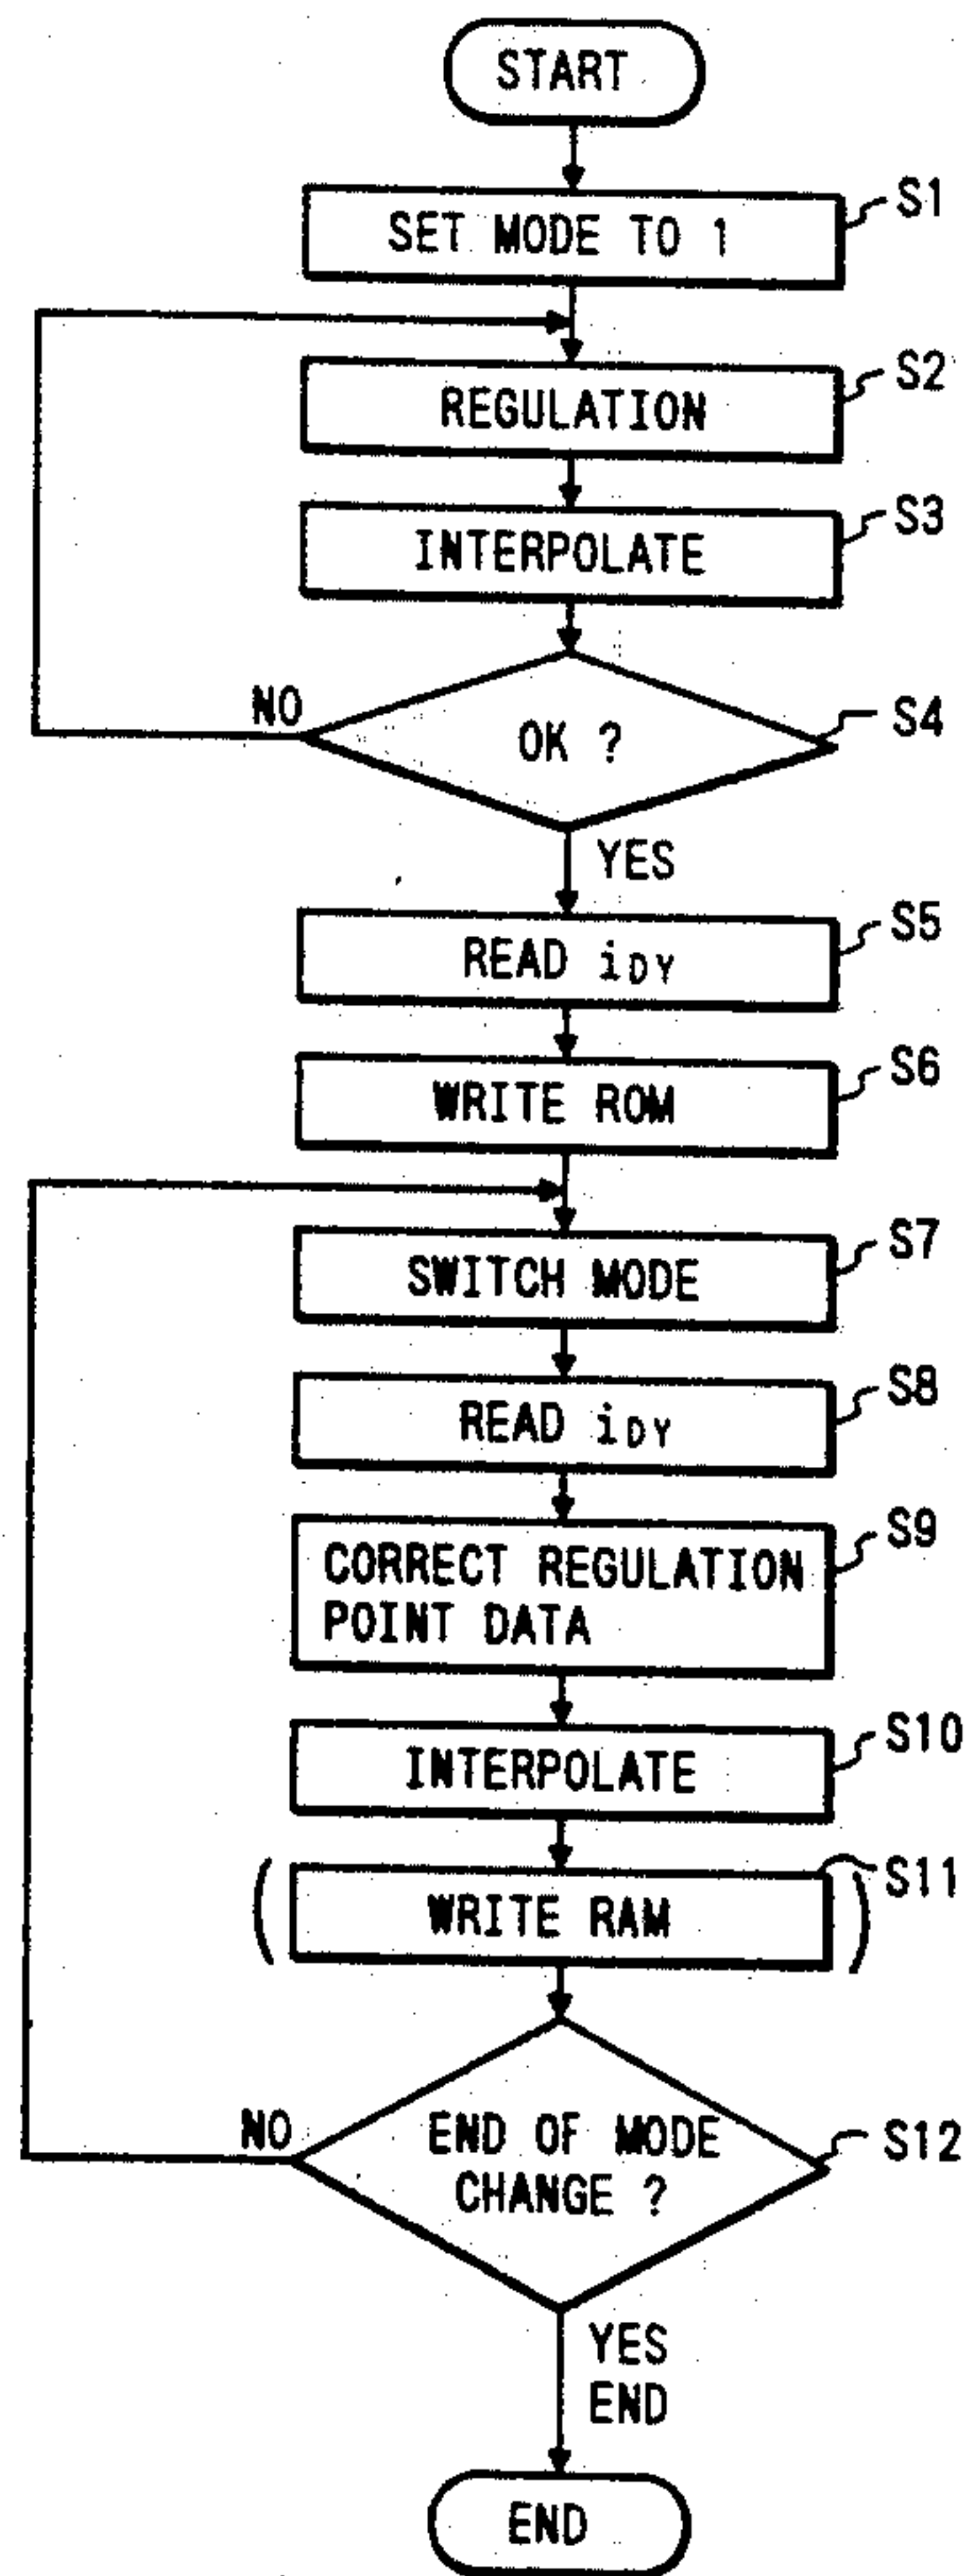 START
SET MODE TO 1
S1
REGULATION
S2
INTERPOLATE
S3
OK ?
S4
NO
YES
READ iDY
S5
WRITE ROM
S6
SWITCH MODE
S7
READ iDY
S8
CORRECT REGULATION
POINT DATA
S9
INTERPOLATE
S10
( WRITE RAM )
S11
END OF MODE
CHANGE ?
S12
NO
YES
END
END